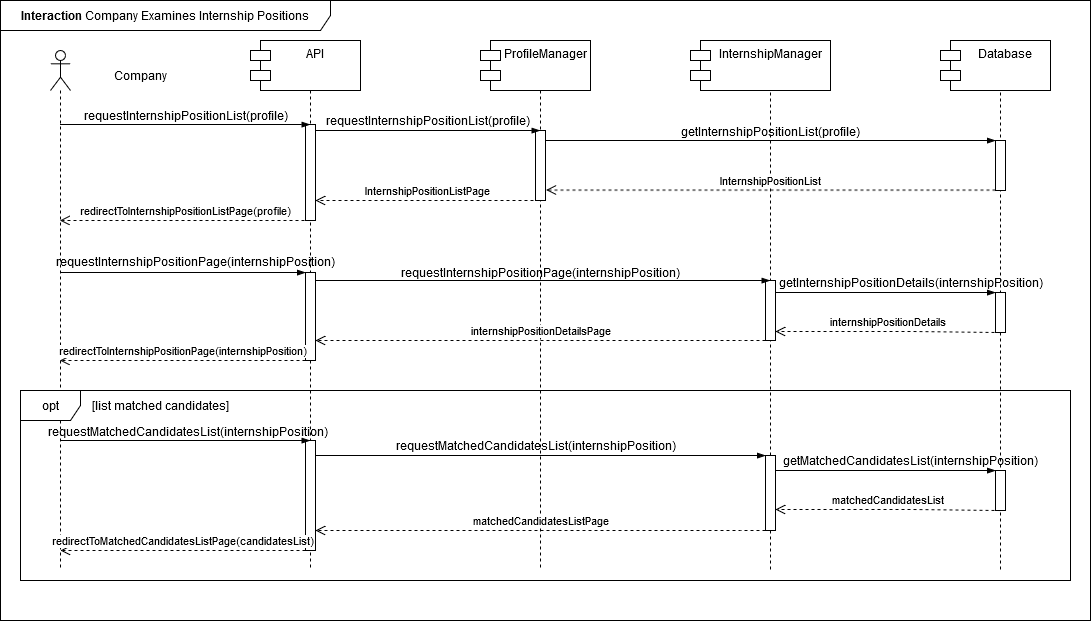 Interaction Company Examines Internship Positions
Company
API
ProfileManager
InternshipManager
Database
requestInternshipPositionList(profile)
requestInternshipPositionList(profile)
getInternshipPositionList(profile)
InternshipPositionList
InternshipPositionListPage
redirectToInternshipPositionListPage(profile)
requestInternshipPositionPage(internshipPosition)
requestInternshipPositionPage(internshipPosition)
getInternshipPositionDetails(internshipPosition)
internshipPositionDetails
internshipPositionDetailsPage
redirectToInternshipPositionPage(internshipPosition)
opt [list matched candidates]
requestMatchedCandidatesList(internshipPosition)
requestMatchedCandidatesList(internshipPosition)
getMatchedCandidatesList(internshipPosition)
matchedCandidatesList
matchedCandidatesListPage
redirectToMatchedCandidatesListPage(candidatesList)